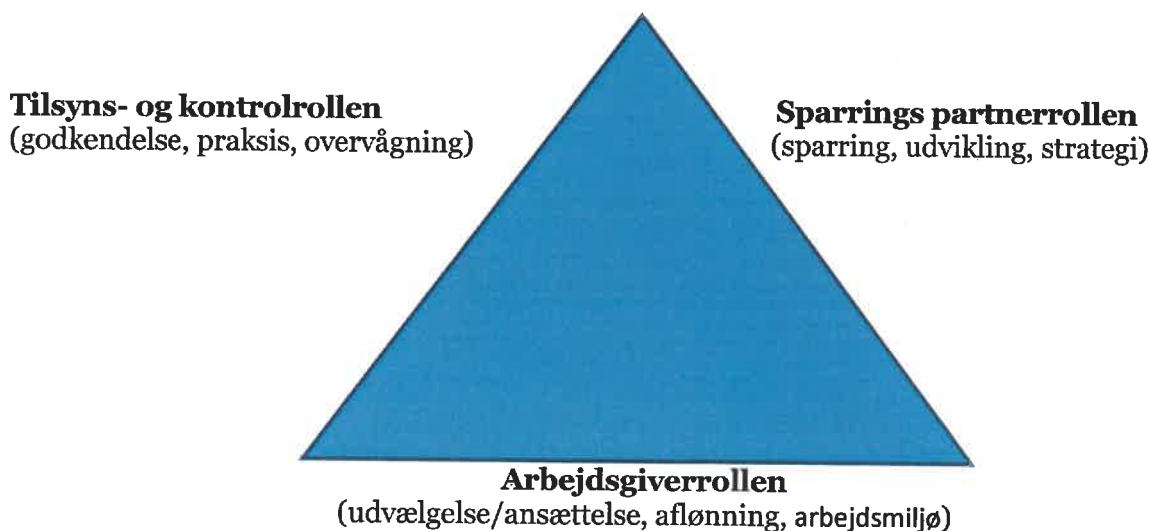 Tilsyns- og kontrolrollen
(godkendelse, praksis, overvågning)
Sparrings partnerrollen
(sparring, udvikling, strategi)
Arbejdsgiverrollen
(udvælgelse/ansættelse, aflønning, arbejdsmiljø)